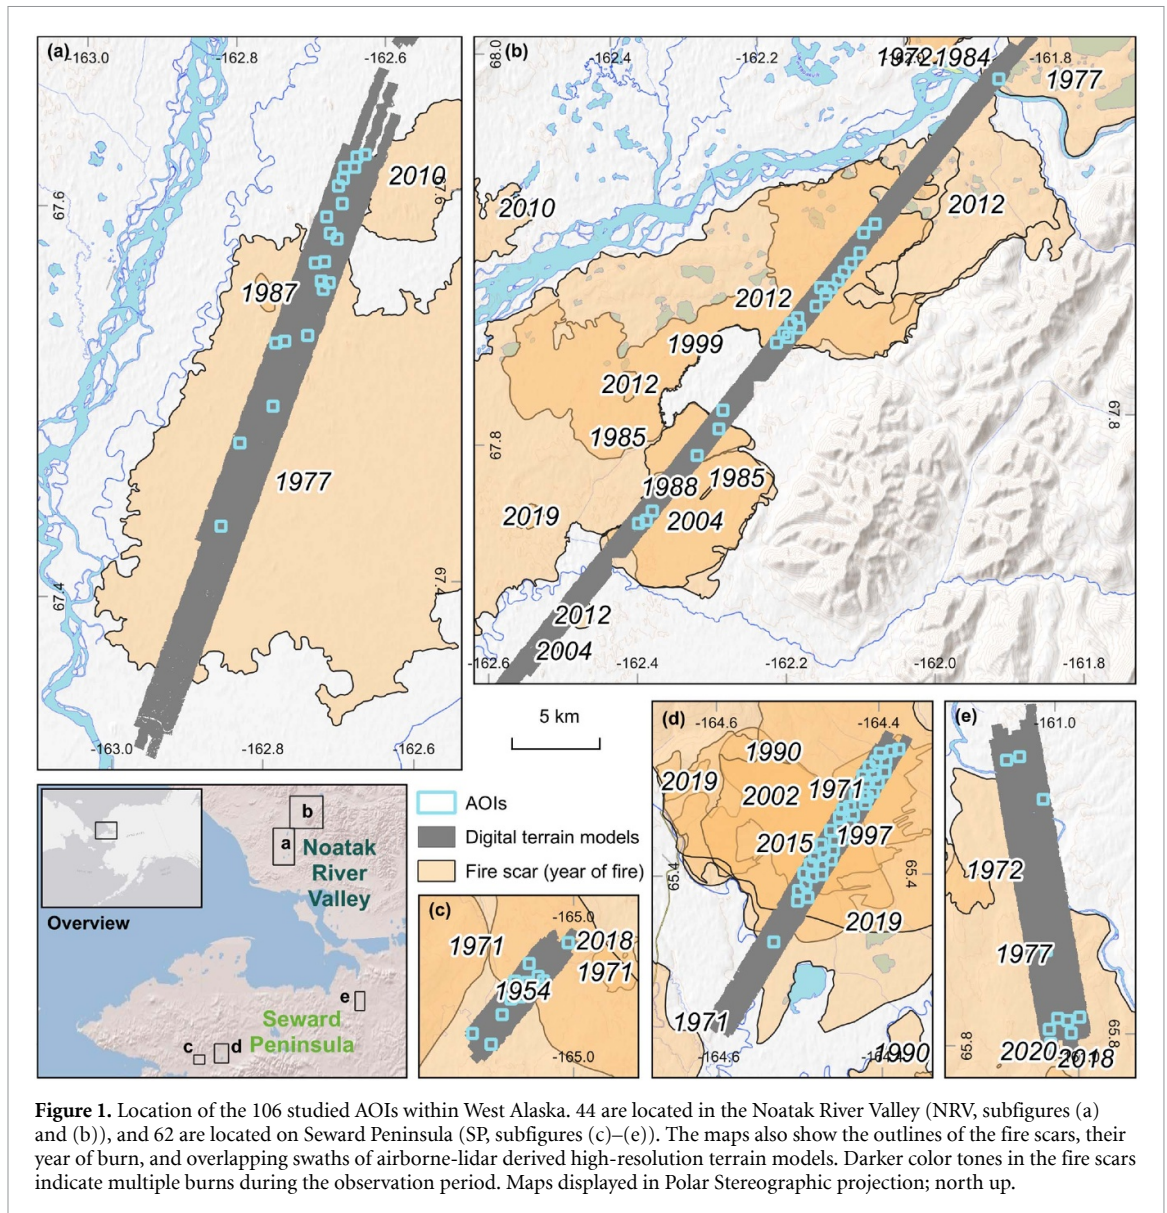 (a)
-163.0
-162.8
-162.6
2010
67.6
67.6
1987
1977
67.4
67.4
-163.0
-162.8
-162.6
(b)
68.0
-162.4
-162.2
1972
1984
-161.8
1977
2010
2012
2012
1999
2012
1985
67.8
67.8
1988
1985
2019
2004
2012
2004
-162.6
-162.4
-162.2
-162.0
-161.8
5 km
AOIs
Digital terrain models
Fire scar (year of fire)
b
a
Noatak
River
Valley
Overview
e
Seward
Peninsula
c
d
(c)
-165.0
1971
2018
1971
1954
-165.0
(d)
-164.6
-164.4
1990
2019
2002
1971
2015
1997
65.4
65.4
2019
1971
-164.6
1990
(e)
-161.0
1972
1977
65.8
65.8
2020
2018
Figure 1. Location of the 106 studied AOIs within West Alaska. 44 are located in the Noatak River Valley (NRV, subfigures (a)
and (b)), and 62 are located on Seward Peninsula (SP, subfigures (c)–(e)). The maps also show the outlines of the fire scars, their
year of burn, and overlapping swaths of airborne-lidar derived high-resolution terrain models. Darker color tones in the fire scars
indicate multiple burns during the observation period. Maps displayed in Polar Stereographic projection; north up.